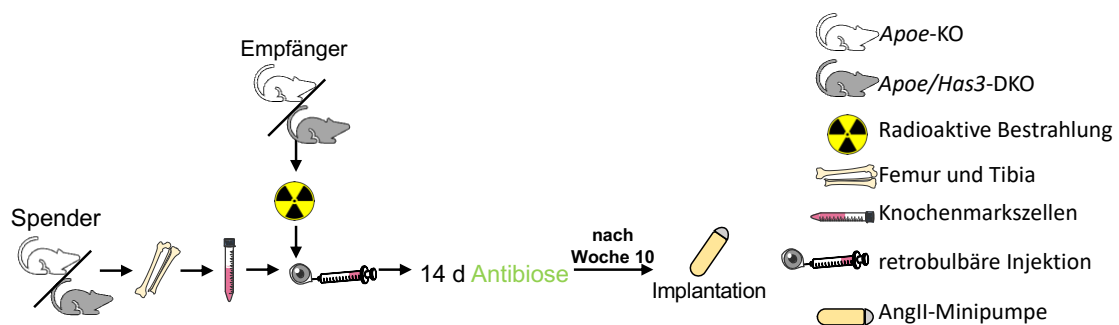 Empfänger
Spender
14 d Antibiose
nach
Woche 10
Implantation
Apoe-KO
Apoe/Has3-DKO
Radioaktive Bestrahlung
Femur und Tibia
Knochenmarkszellen
retrobulbäre Injektion
AngII-Minipumpe